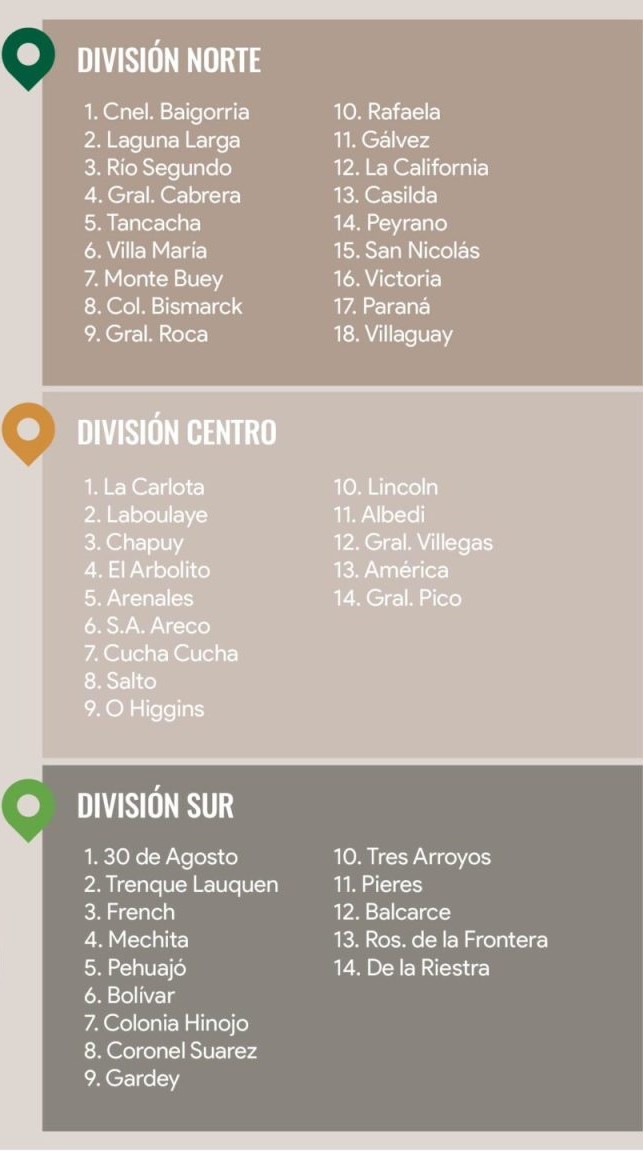 DIVISIÓN NORTE
1. Cnel. Baigorria
2. Laguna Larga
3. Río Segundo
4. Gral. Cabrera
5. Tancacha
6. Villa María
7. Monte Buey
8. Col. Bismarck
9. Gral. Roca
10. Rafaela
11. Gálvez
12. La California
13. Casilda
14. Peyrano
15. San Nicolás
16. Victoria
17. Paraná
18. Villaguay
DIVISIÓN CENTRO
1. La Carlota
2. Laboulaye
3. Chapuy
4. El Arbolito
5. Arenales
6. S.A. Areco
7. Cucha Cucha
8. Salto
9. O Higgins
10. Lincoln
11. Albedi
12. Gral. Villegas
13. América
14. Gral. Pico
DIVISIÓN SUR
1. 30 de Agosto
2. Trenque Lauquen
3. French
4. Mechita
5. Pehuajó
6. Bolívar
7. Colonia Hinojo
8. Coronel Suarez
9. Gardey
10. Tres Arroyos
11. Pieres
12. Balcarce
13. Ros. de la Frontera
14. De la Riestra